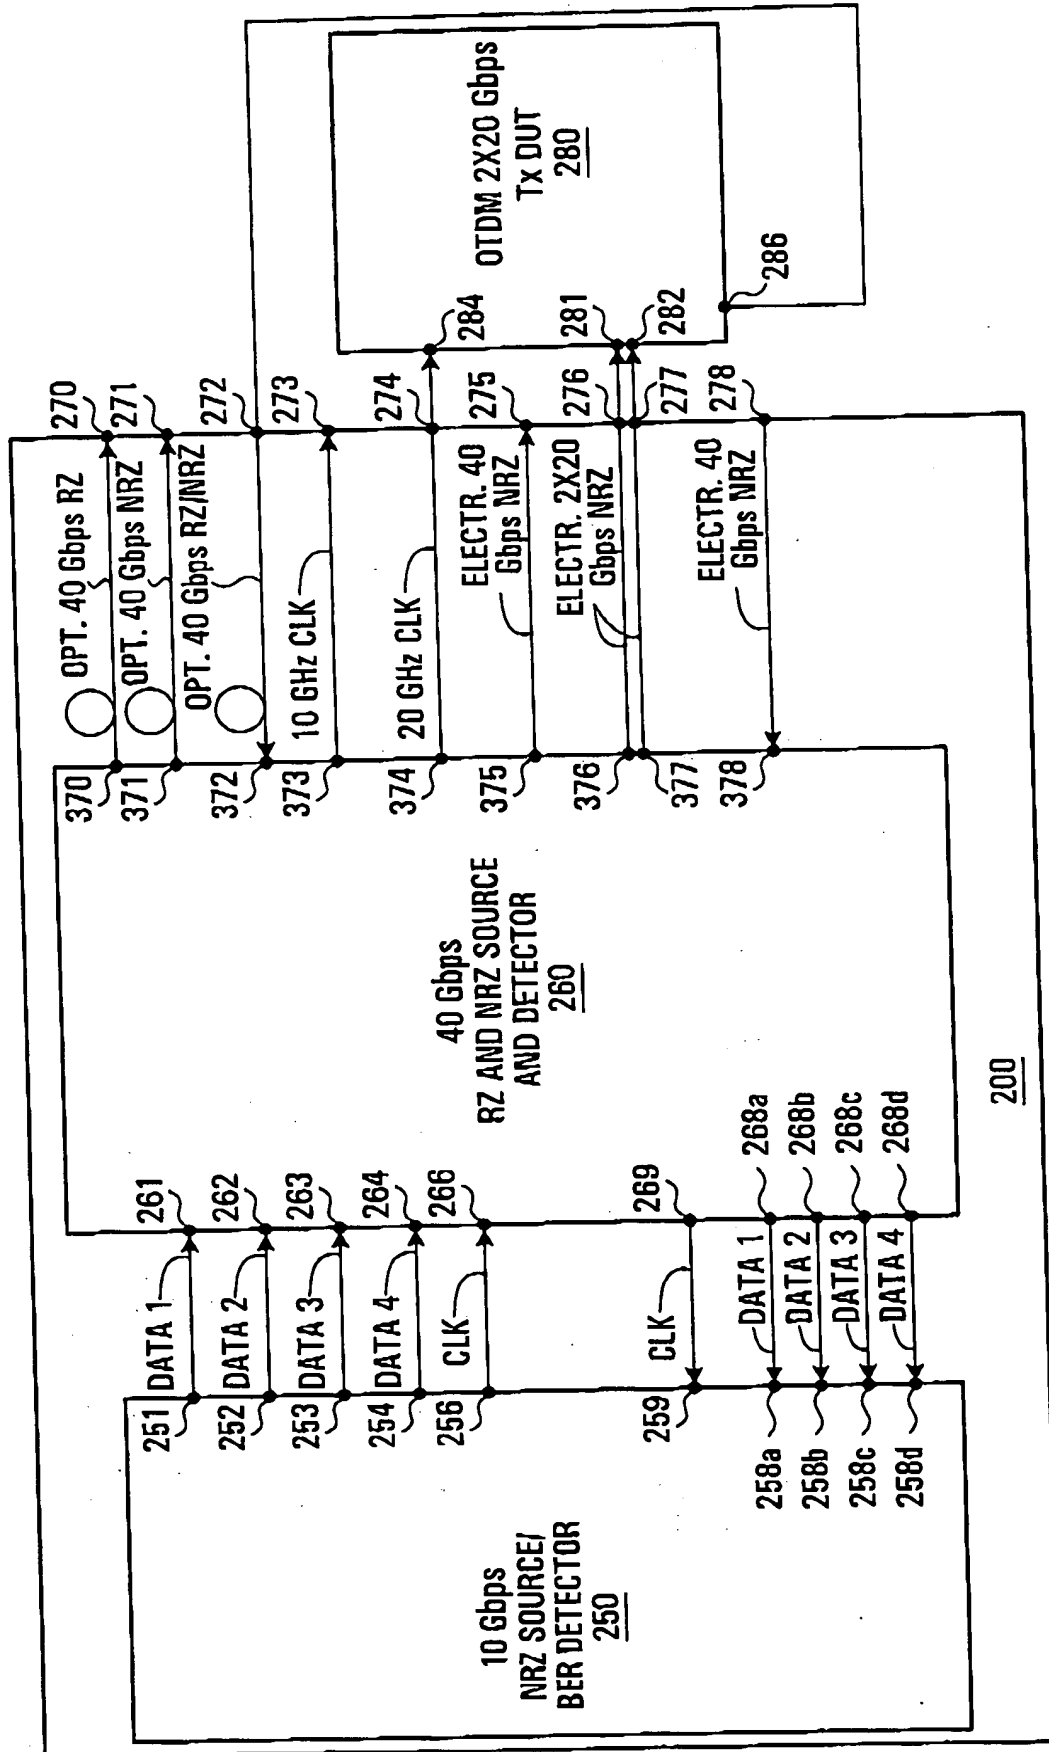 10 Gbps
NRZ SOURCE/
BER DETECTOR
250
251
DATA 1
261
252
DATA 2
262
253
DATA 3
263
254
DATA 4
264
256
CLK
266
259
CLK
269
258a
DATA 1
268a
258b
DATA 2
268b
258c
DATA 3
268c
258d
DATA 4
268d
40 Gbps
RZ AND NRZ SOURCE
AND DETECTOR
260
370
OPT. 40 Gbps RZ
270
371
OPT. 40 Gbps NRZ
271
372
OPT. 40 Gbps RZ/NRZ
272
373
10 GHz CLK
273
374
20 GHz CLK
274
375
ELECTR. 40
Gbps NRZ
275
376
ELECTR. 2X20
Gbps NRZ
276
377
277
378
ELECTR. 40
Gbps NRZ
278
284
281
282
286
OTDM 2X20 Gbps
Tx DUT
280
200